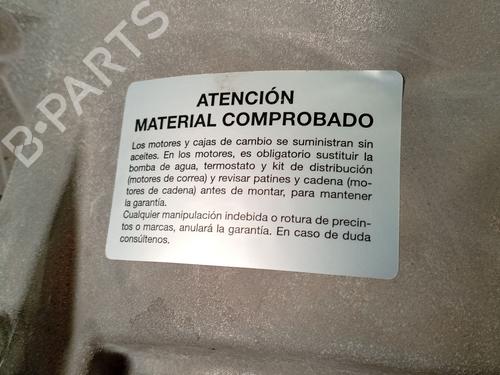 B-PARTS
ATENCIÓN
MATERIAL COMPROBADO
Los motores y cajas de cambio se suministran sin
aceites. En los motores, es obligatorio sustituir la
bomba de agua, termostato y kit de distribución
(motores de correa) y revisar patines y cadena (mo-
tores de cadena) antes de montar, para mantener
la garantía.
Cualquier manipulación indebida o rotura de precin-
tos o marcas, anulará la garantía. En caso de duda
consúltenos.